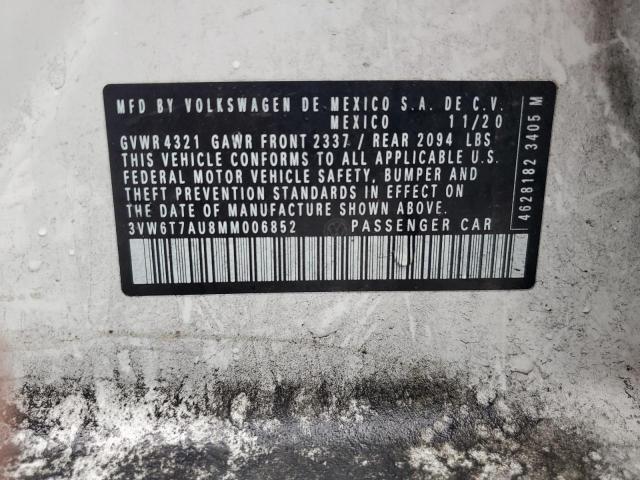 MFD BY VOLKSWAGEN DE MEXICO S.A. DE C.V.
MEXICO 11/20
GVWR 4321 GAWR FRONT 2337 / REAR 2094 LBS
THIS VEHICLE CONFORMS TO ALL APPLICABLE U.S.
FEDERAL MOTOR VEHICLE SAFETY, BUMPER AND
THEFT PREVENTION STANDARDS IN EFFECT ON
THE DATE OF MANUFACTURE SHOWN ABOVE.
3VW6T7AU8MM006852 PASSENGER CAR
4628182 3405 M